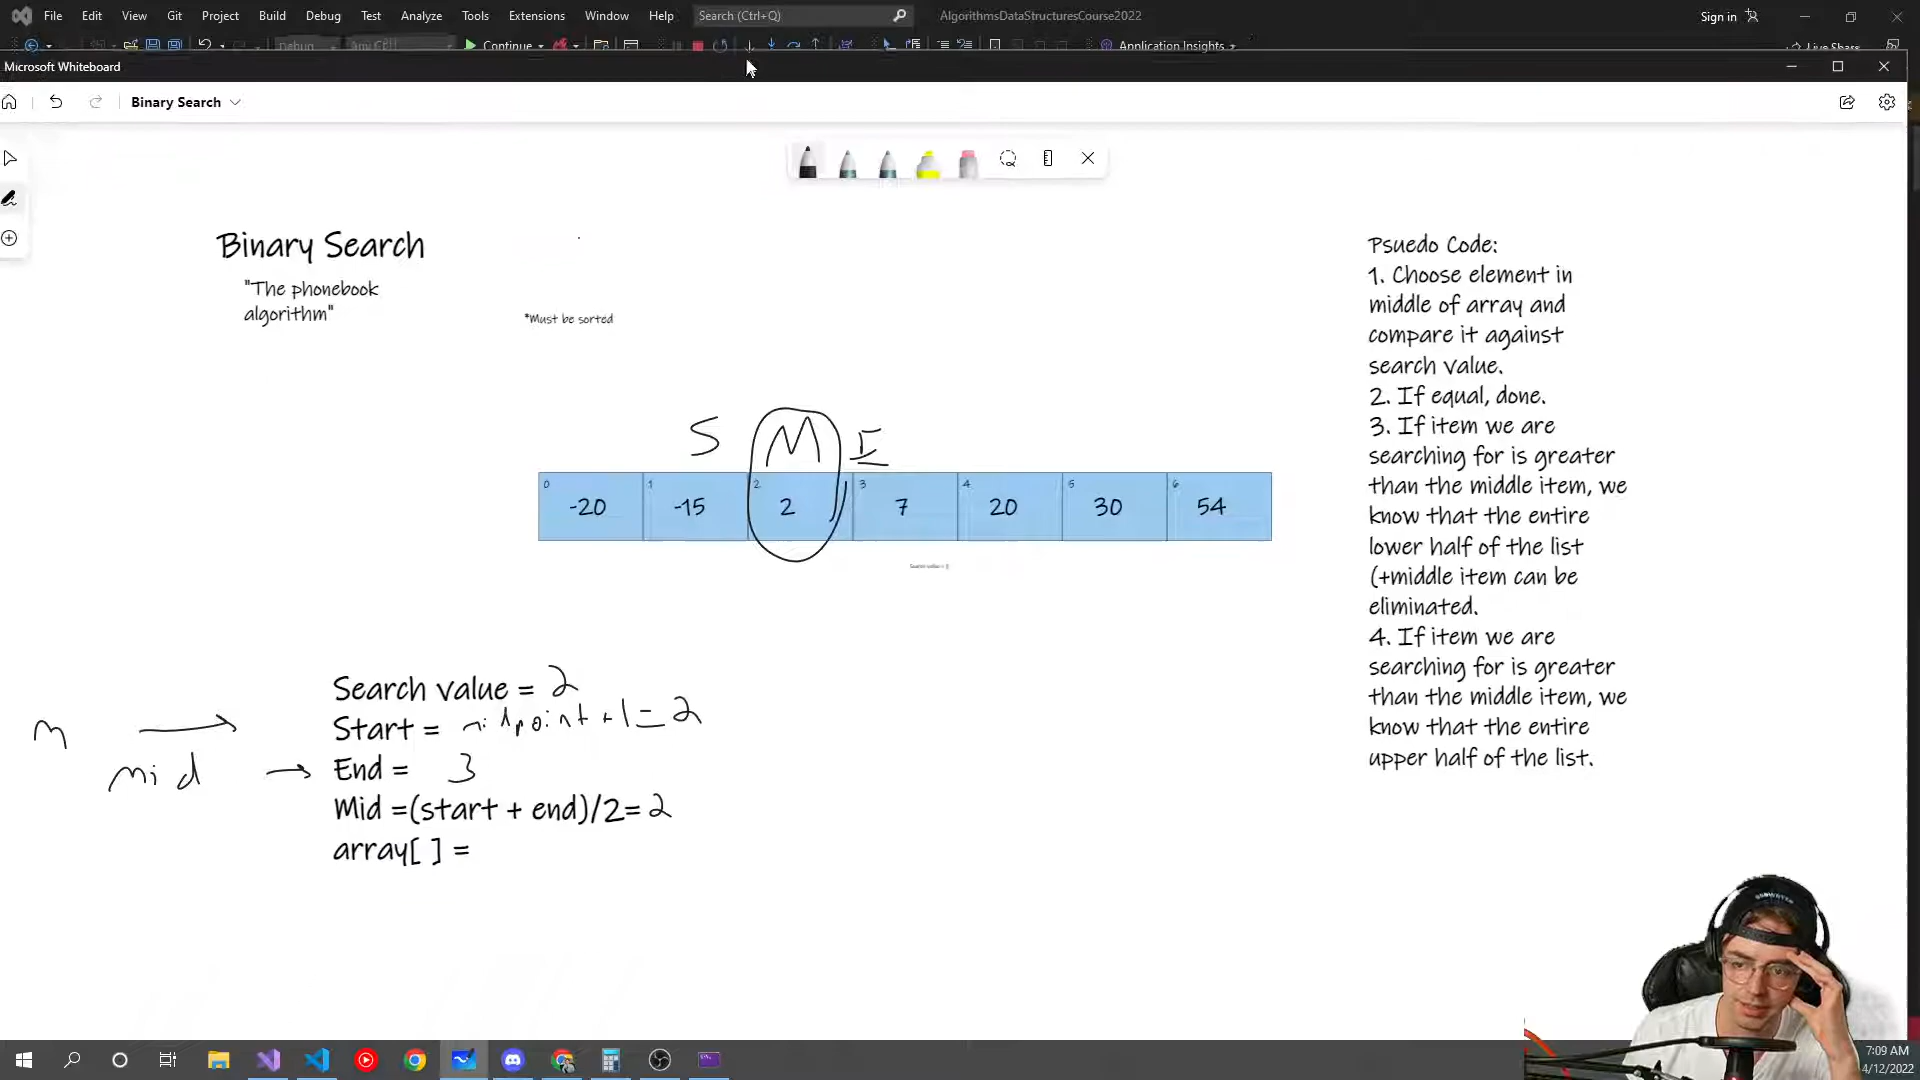 File Edit View Git Project Build Debug Test Analyze Tools Extensions Window Help Search (Ctrl+Q) AlgorithmsDataStructuresCourse2022 Sign in
Debug Any CPU Continue Application Insights Live Share
Microsoft Whiteboard
Binary Search
Binary Search
"The phonebook
algorithm"
*Must be sorted
S M E
0 1 2 3 4 5 6
-20 -15 2 7 20 30 54
Search value = 2
Start = midpoint +1=2
End = 3
Mid =(start + end)/2=2
array[ ] =
m
mid
Psuedo Code:
1. Choose element in
middle of array and
compare it against
search value.
2. If equal, done.
3. If item we are
searching for is greater
than the middle item, we
know that the entire
lower half of the list
(+middle item can be
eliminated.
4. If item we are
searching for is greater
than the middle item, we
know that the entire
upper half of the list.
7:09 AM
4/12/2022